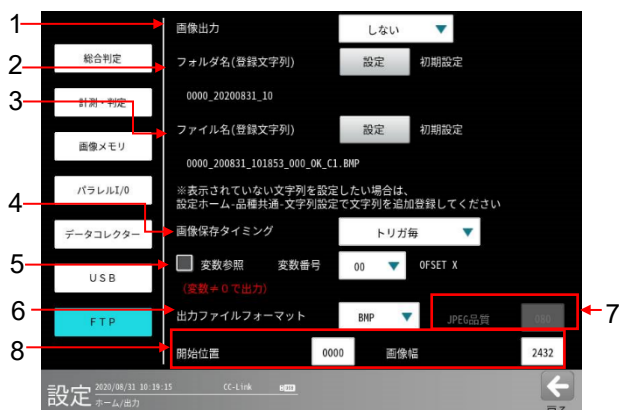 1
画像出力 しない
総合判定
2
フォルダ名(登録文字列) 設定 初期設定
0000_20200831_10
3
計測・判定
ファイル名(登録文字列) 設定 初期設定
画像メモリ
0000_200831_101853_000_OK_C1.BMP
パラレルI/0
※表示されていない文字列を設定したい場合は、
設定ホーム-品種共通-文字列設定で文字列を追加登録してください
4
データコレクター
画像保存タイミング トリガ毎
5
変数参照 変数番号 00 OFSET X
USB
(変数≠0で出力)
6
FTP
出力ファイルフォーマット BMP JPEG品質 080
7
8
開始位置 0000 画像幅 2432
設定 2020/08/31 10:19:15 CC-Link
ホーム/出力
戻る